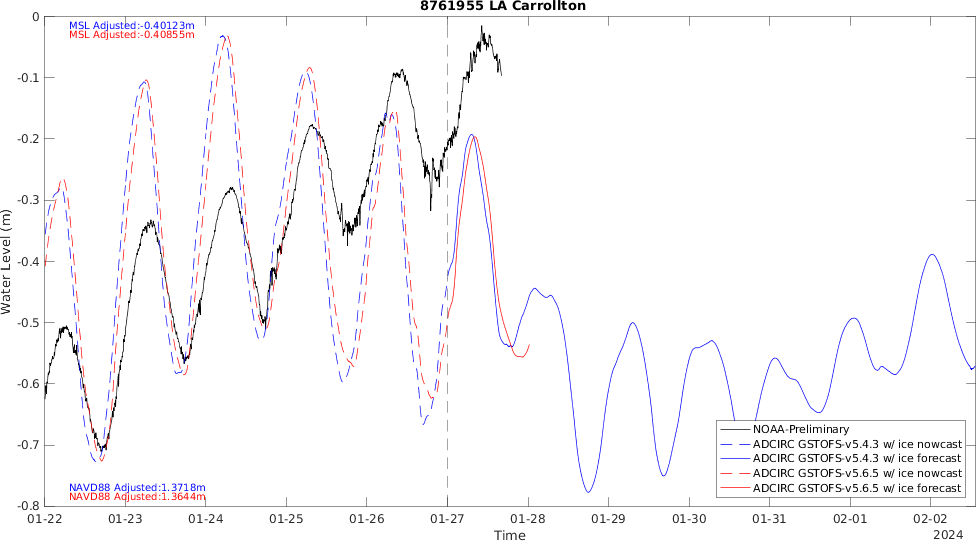 8761955 LA Carrollton
MSL Adjusted:-0.40123m
MSL Adjusted:-0.40855m
0
-0.1
-0.2
-0.3
-0.4
-0.5
-0.6
-0.7
-0.8
Water Level (m)
NOAA-Preliminary
ADCIRC GSTOFS-v5.4.3 w/ ice nowcast
ADCIRC GSTOFS-v5.4.3 w/ ice forecast
ADCIRC GSTOFS-v5.6.5 w/ ice nowcast
ADCIRC GSTOFS-v5.6.5 w/ ice forecast
NAVD88 Adjusted:1.3718m
NAVD88 Adjusted:1.3644m
01-22 01-23 01-24 01-25 01-26 01-27 01-28 01-29 01-30 01-31 02-01 02-02
Time
2024